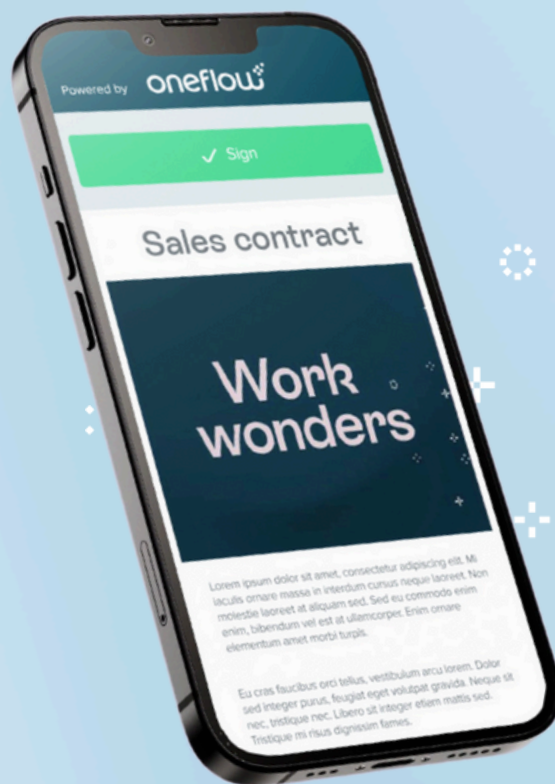 Powered by oneflow
✓ Sign
Sales contract
Work
wonders
Lorem ipsum dolor sit amet, consectetur adipiscing elit. Mi
iaculis ornare massa in interdum cursus neque laoreet. Non
molestie laoreet at aliquam sed. Sed eu commodo enim
enim, bibendum vel est at ullamcorper. Enim ornare
elementum amet morbi turpis.
Eu cras faucibus orci tellus, vestibulum arcu lorem. Dolor
sed integer purus, feugiat eget volutpat gravida. Neque sit
nec, tristique nec. Libero sit integer etiam mattis sed.
Tristique mi risus dignissim fames.